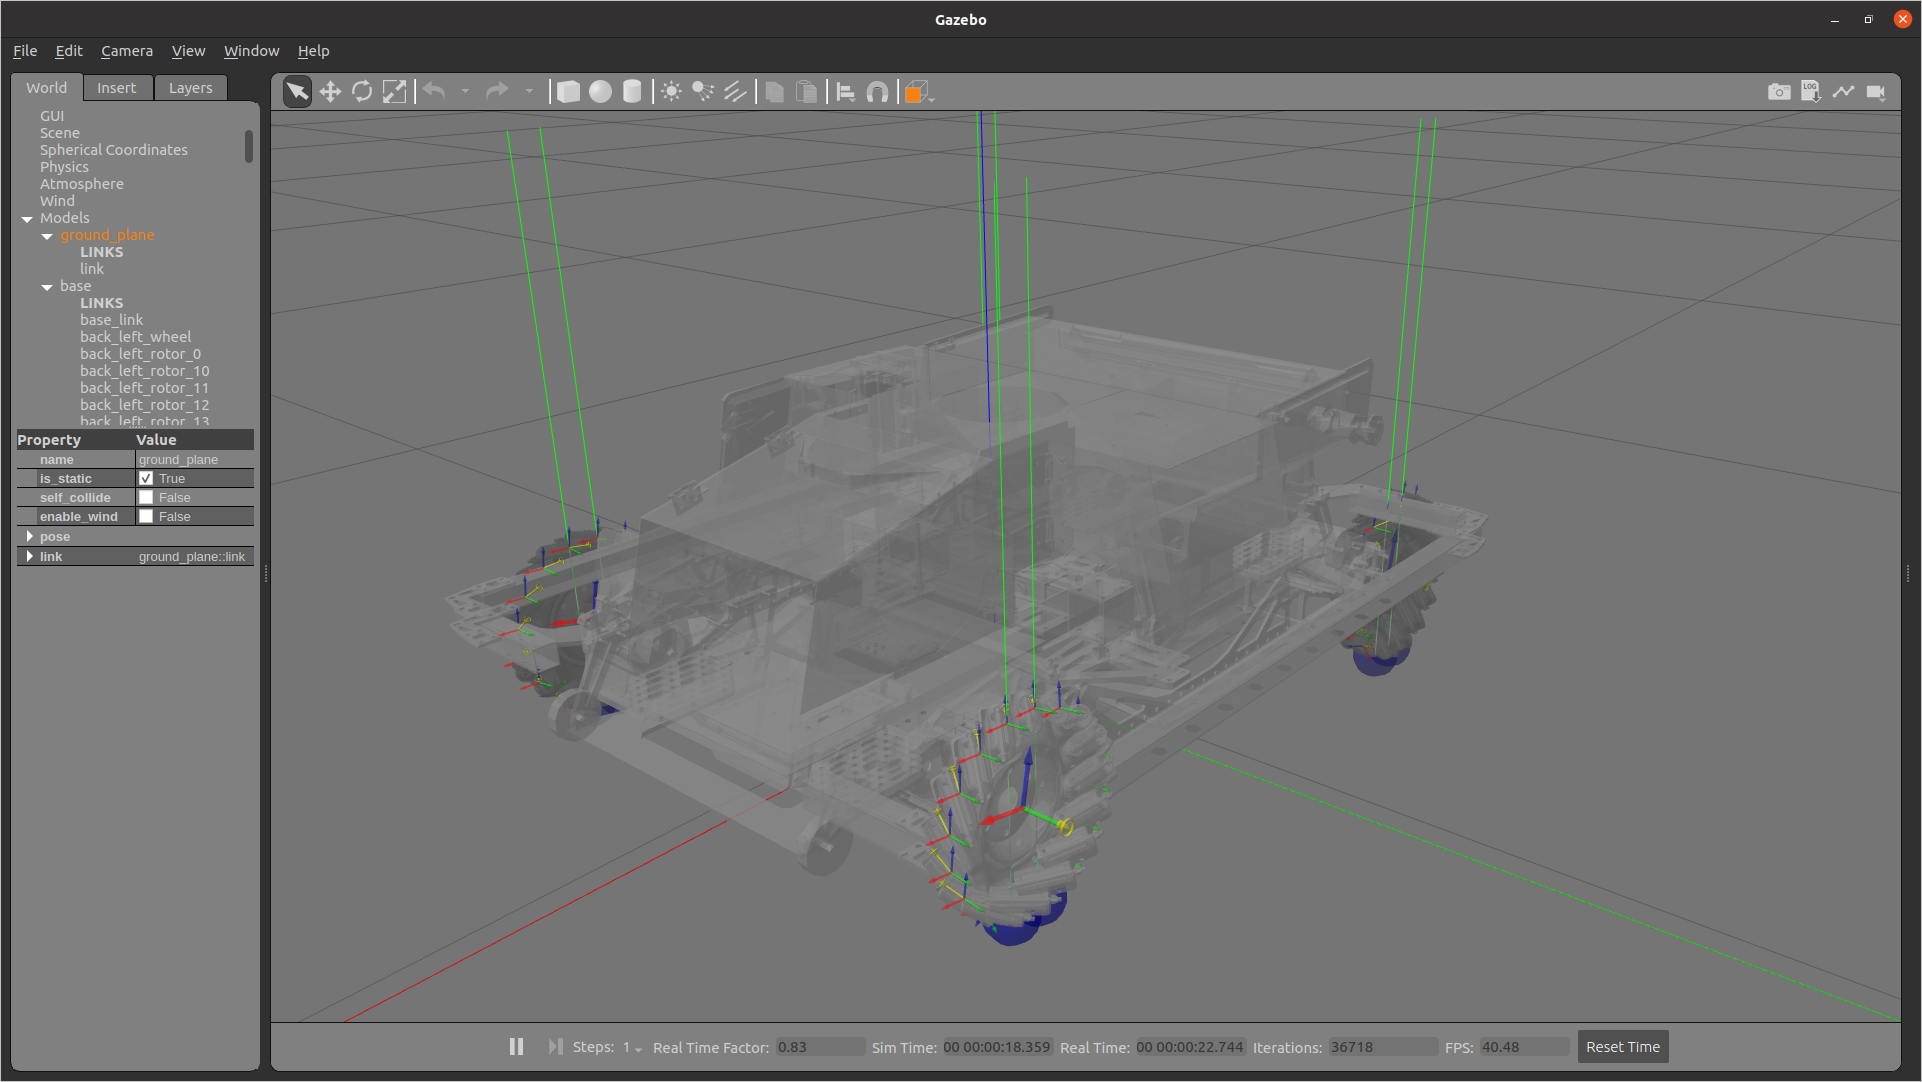 Gazebo
File Edit Camera View Window Help
World Insert Layers
LOG
GUI
Scene
Spherical Coordinates
Physics
Atmosphere
Wind
Models
ground_plane
LINKS
link
base
LINKS
base_link
back_left_wheel
back_left_rotor_0
back_left_rotor_10
back_left_rotor_11
back_left_rotor_12
back_left_rotor_13
Property Value
name ground_plane
is_static True
self_collide False
enable_wind False
pose
link ground_plane::link
Steps: 1 Real Time Factor: 0.83 Sim Time: 00 00:00:18.359 Real Time: 00 00:00:22.744 Iterations: 36718 FPS: 40.48 Reset Time